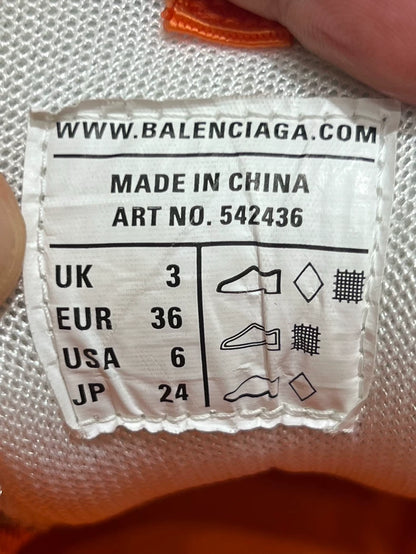 WWW.BALENCIAGA.COM
MADE IN CHINA
ART NO. 542436
UK 3
EUR 36
USA 6
JP 24